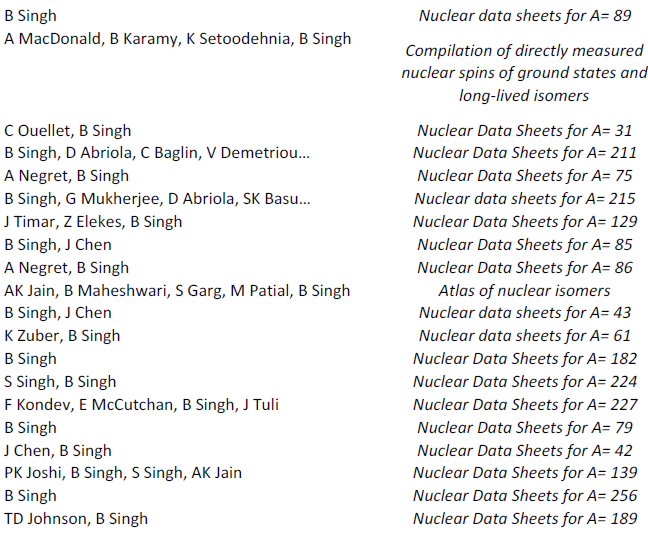 B Singh Nuclear data sheets for A= 89
A MacDonald, B Karamy, K Setoodehnia, B Singh
Compilation of directly measured
nuclear spins of ground states and
long-lived isomers
C Ouellet, B Singh Nuclear Data Sheets for A= 31
B Singh, D Abriola, C Baglin, V Demetriou... Nuclear Data Sheets for A= 211
A Negret, B Singh Nuclear Data Sheets for A= 75
B Singh, G Mukherjee, D Abriola, SK Basu... Nuclear data sheets for A= 215
J Timar, Z Elekes, B Singh Nuclear Data Sheets for A= 129
B Singh, J Chen Nuclear Data Sheets for A= 85
A Negret, B Singh Nuclear Data Sheets for A= 86
AK Jain, B Maheshwari, S Garg, M Patial, B Singh Atlas of nuclear isomers
B Singh, J Chen Nuclear data sheets for A= 43
K Zuber, B Singh Nuclear data sheets for A= 61
B Singh Nuclear Data Sheets for A= 182
S Singh, B Singh Nuclear Data Sheets for A= 224
F Kondev, E McCutchan, B Singh, J Tuli Nuclear Data Sheets for A= 227
B Singh Nuclear Data Sheets for A= 79
J Chen, B Singh Nuclear Data Sheets for A= 42
PK Joshi, B Singh, S Singh, AK Jain Nuclear Data Sheets for A= 139
B Singh Nuclear Data Sheets for A= 256
TD Johnson, B Singh Nuclear Data Sheets for A= 189